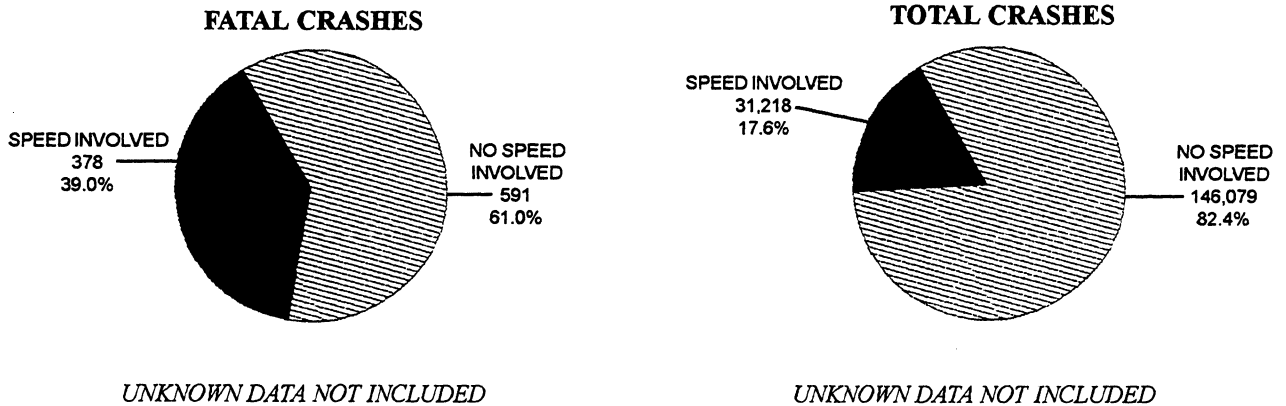 FATAL CRASHES
SPEED INVOLVED
378
39.0%
NO SPEED
INVOLVED
591
61.0%
UNKNOWN DATA NOT INCLUDED
TOTAL CRASHES
SPEED INVOLVED
31,218
17.6%
NO SPEED
INVOLVED
146,079
82.4%
UNKNOWN DATA NOT INCLUDED